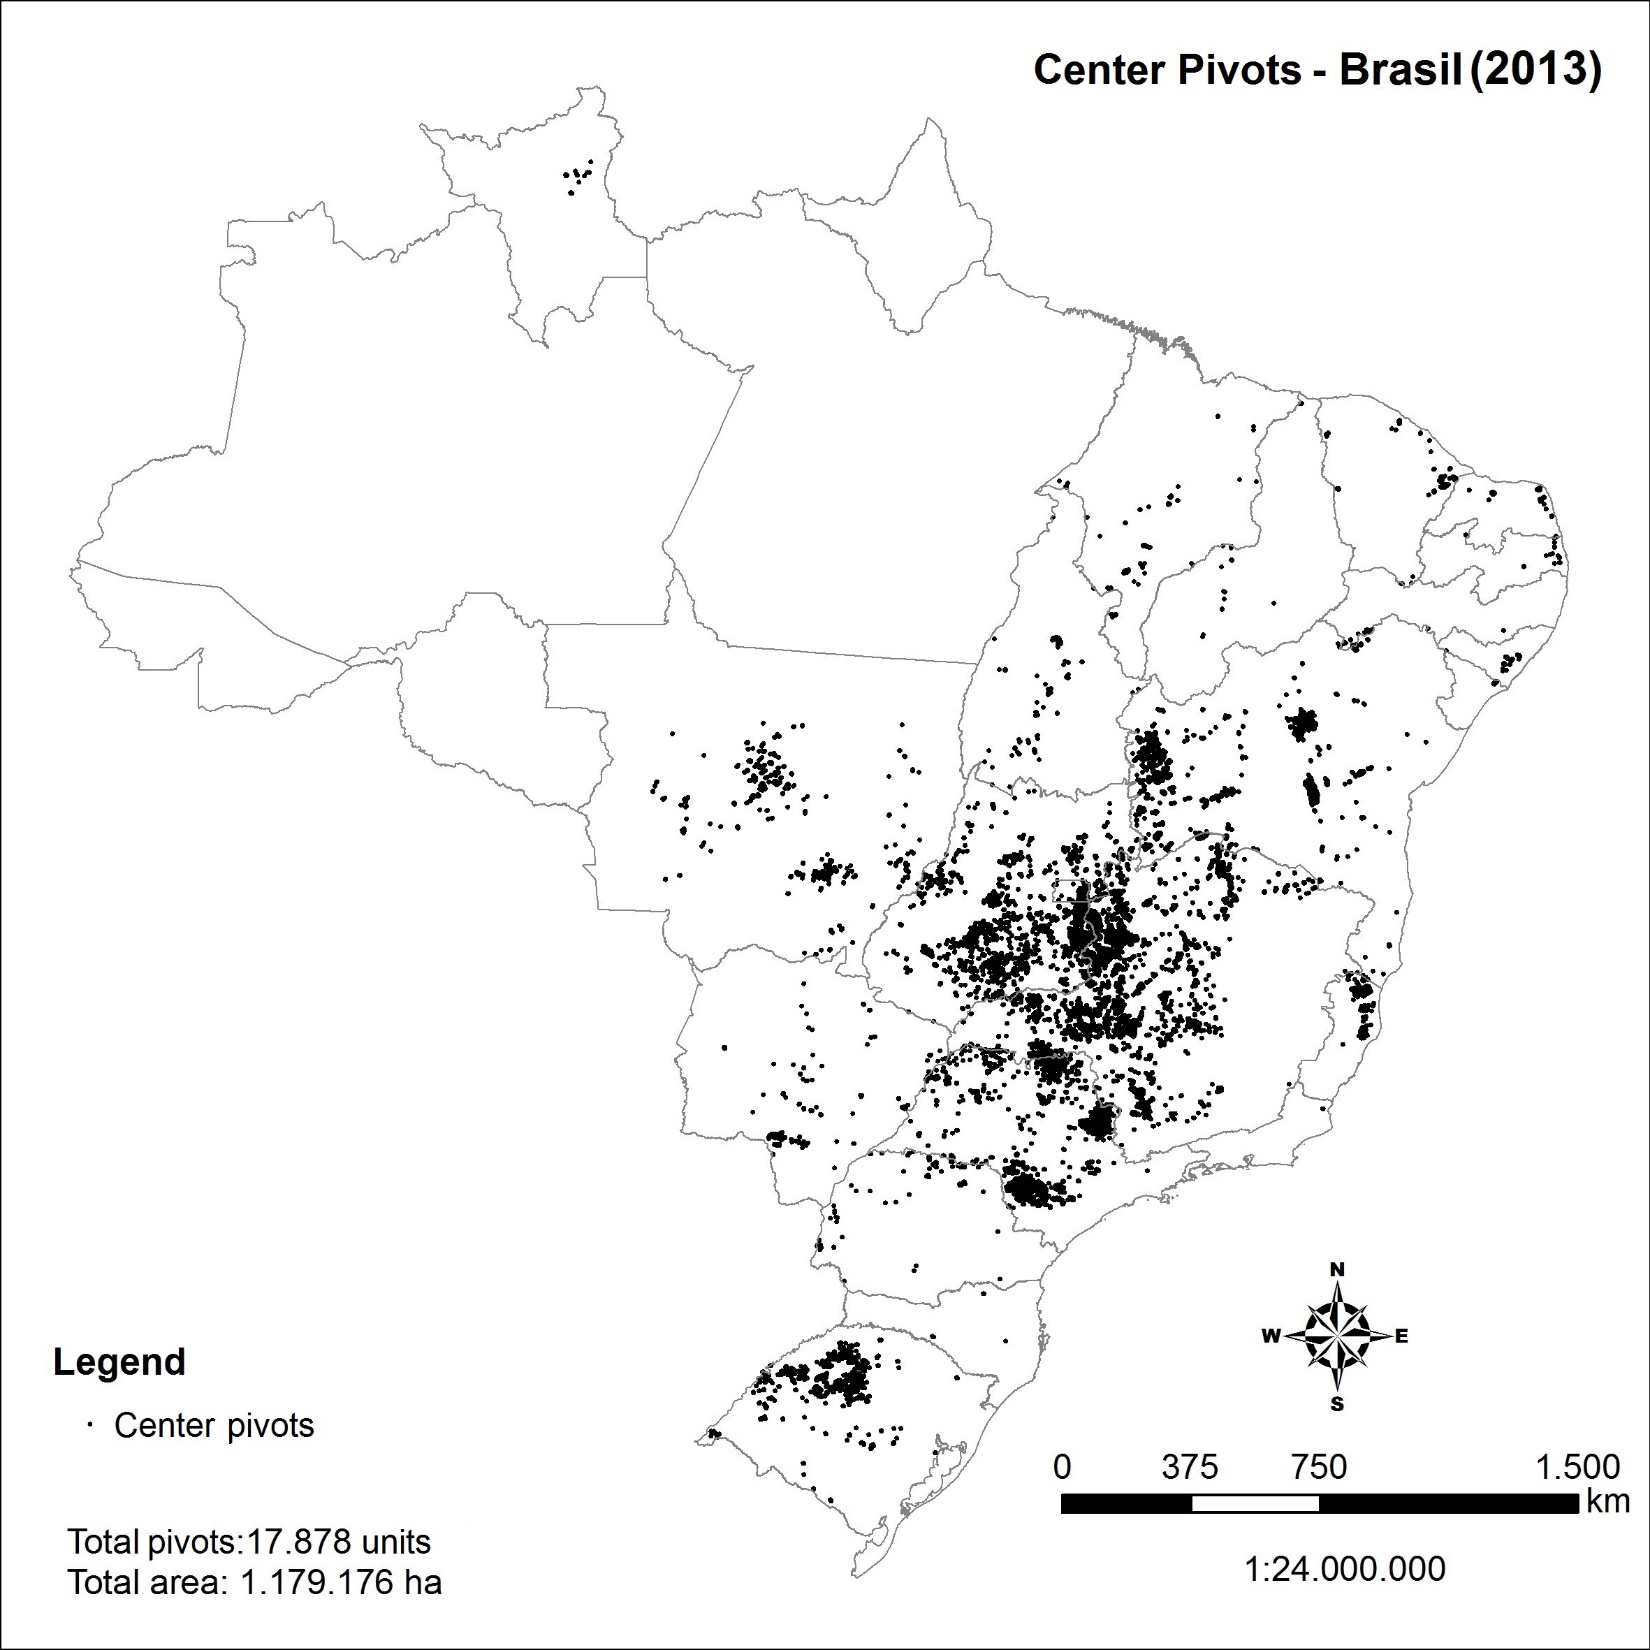 Center Pivots - Brasil (2013)
N
W E
S
Legend
Center pivots
0 375 750 1.500
km
1:24.000.000
Total pivots:17.878 units
Total area: 1.179.176 ha